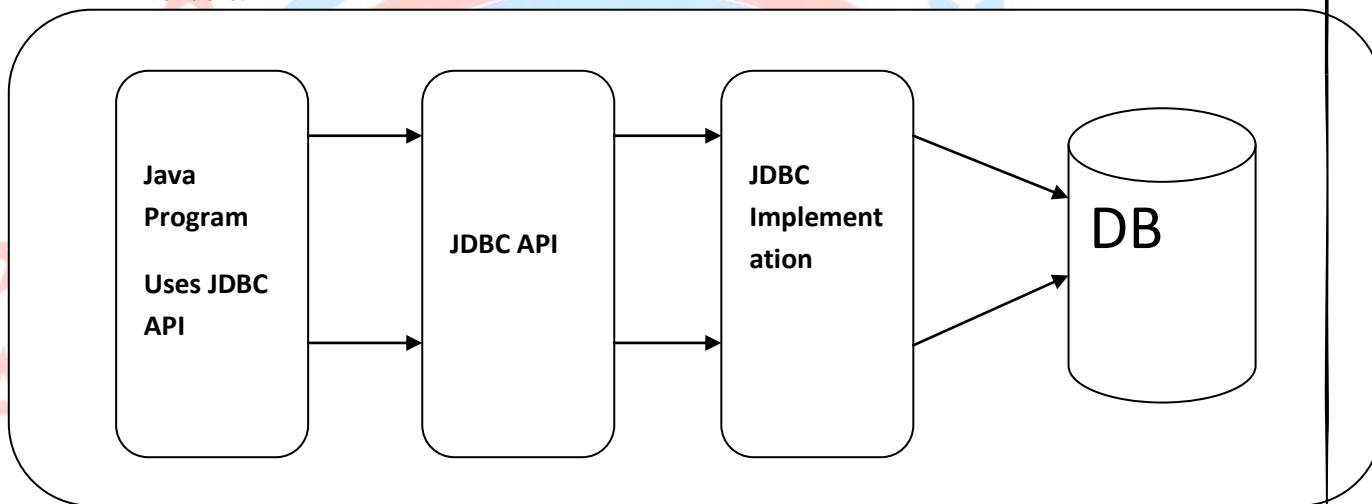 Java
Program
Uses JDBC
API
JDBC API
JDBC
Implement
ation
DB